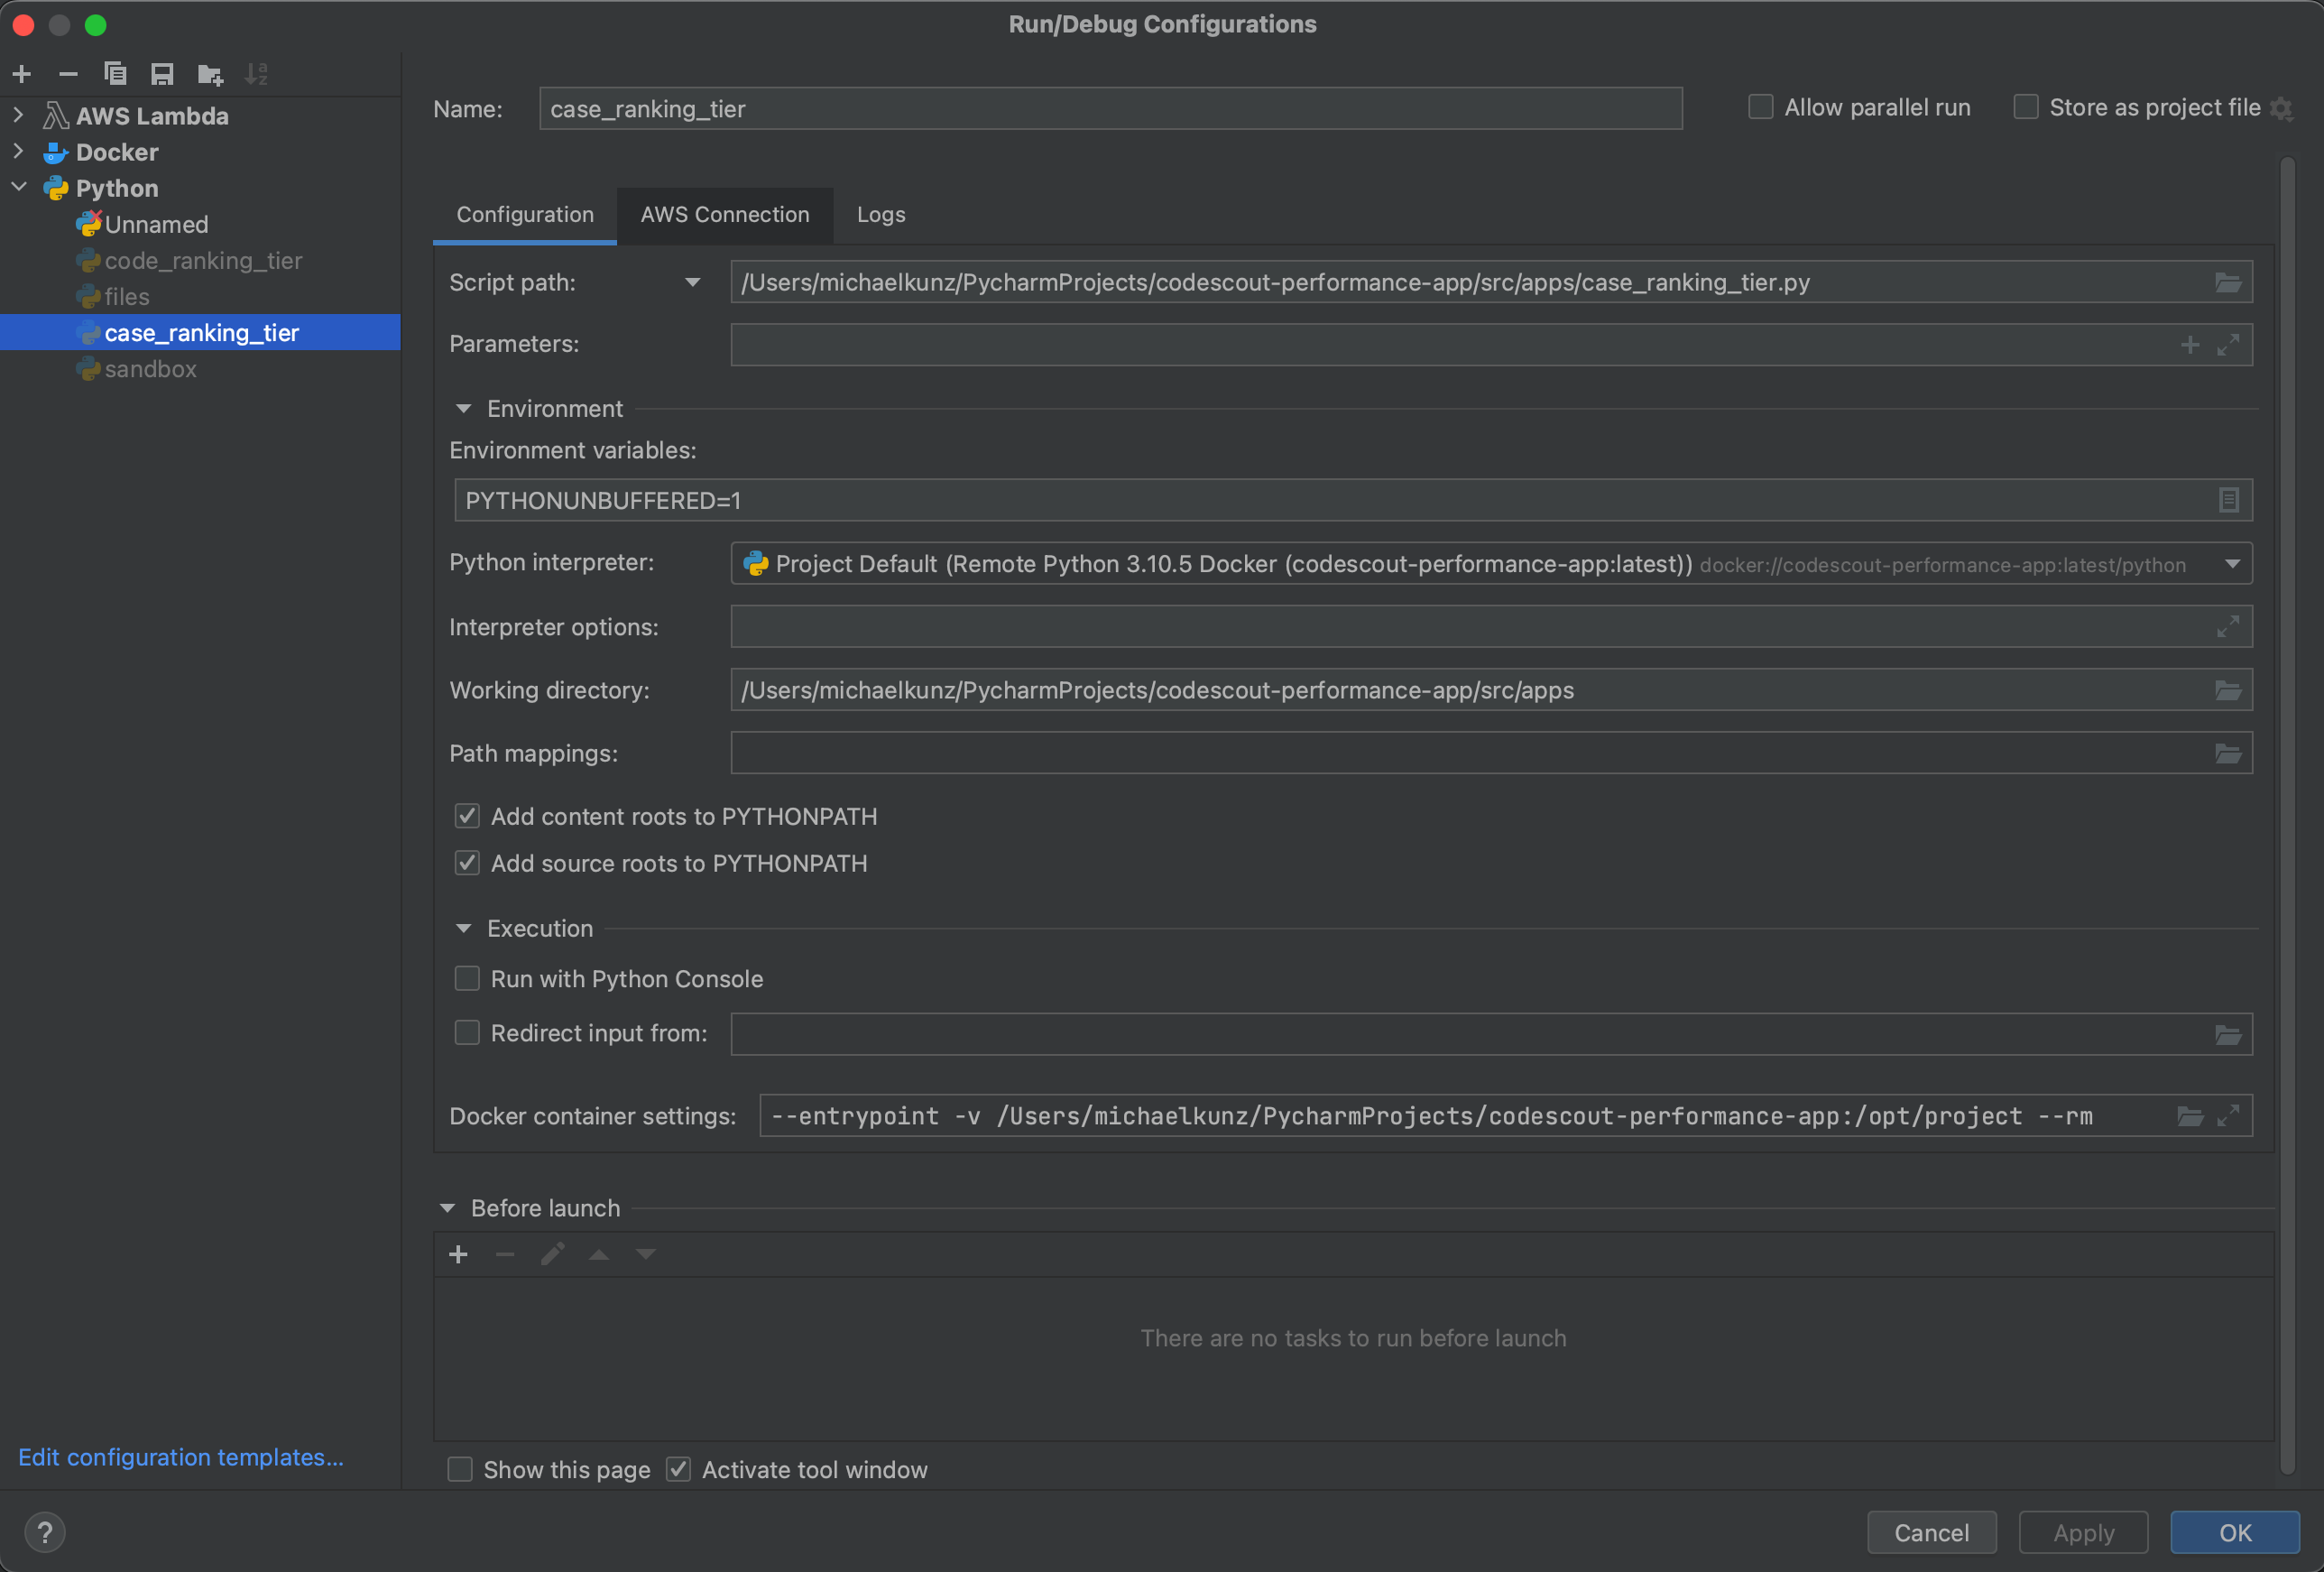 Run/Debug Configurations
AWS Lambda
Docker
Python
Unnamed
code_ranking_tier
files
case_ranking_tier
sandbox
Edit configuration templates...
Name: case_ranking_tier Allow parallel run Store as project file
Configuration AWS Connection Logs
Script path: /Users/michaelkunz/PycharmProjects/codescout-performance-app/src/apps/case_ranking_tier.py
Parameters:
Environment
Environment variables:
PYTHONUNBUFFERED=1
Python interpreter: Project Default (Remote Python 3.10.5 Docker (codescout-performance-app:latest)) docker://codescout-performance-app:latest/python
Interpreter options:
Working directory: /Users/michaelkunz/PycharmProjects/codescout-performance-app/src/apps
Path mappings:
Add content roots to PYTHONPATH
Add source roots to PYTHONPATH
Execution
Run with Python Console
Redirect input from:
Docker container settings: --entrypoint -v /Users/michaelkunz/PycharmProjects/codescout-performance-app:/opt/project --rm
Before launch
There are no tasks to run before launch
Show this page Activate tool window
? Cancel Apply OK